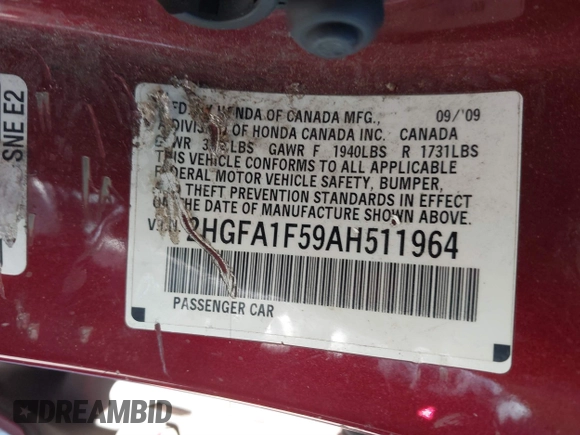 SNE E2
HONDA OF CANADA MFG., 09/'09
DIVISION OF HONDA CANADA INC. CANADA
LBS GAWR F 1940LBS R 1731LBS
THIS VEHICLE CONFORMS TO ALL APPLICABLE
FEDERAL MOTOR VEHICLE SAFETY, BUMPER,
THEFT PREVENTION STANDARDS IN EFFECT
THE DATE OF MANUFACTURE SHOWN ABOVE.
2HGFA1F59AH511964
PASSENGER CAR
DREAMBID